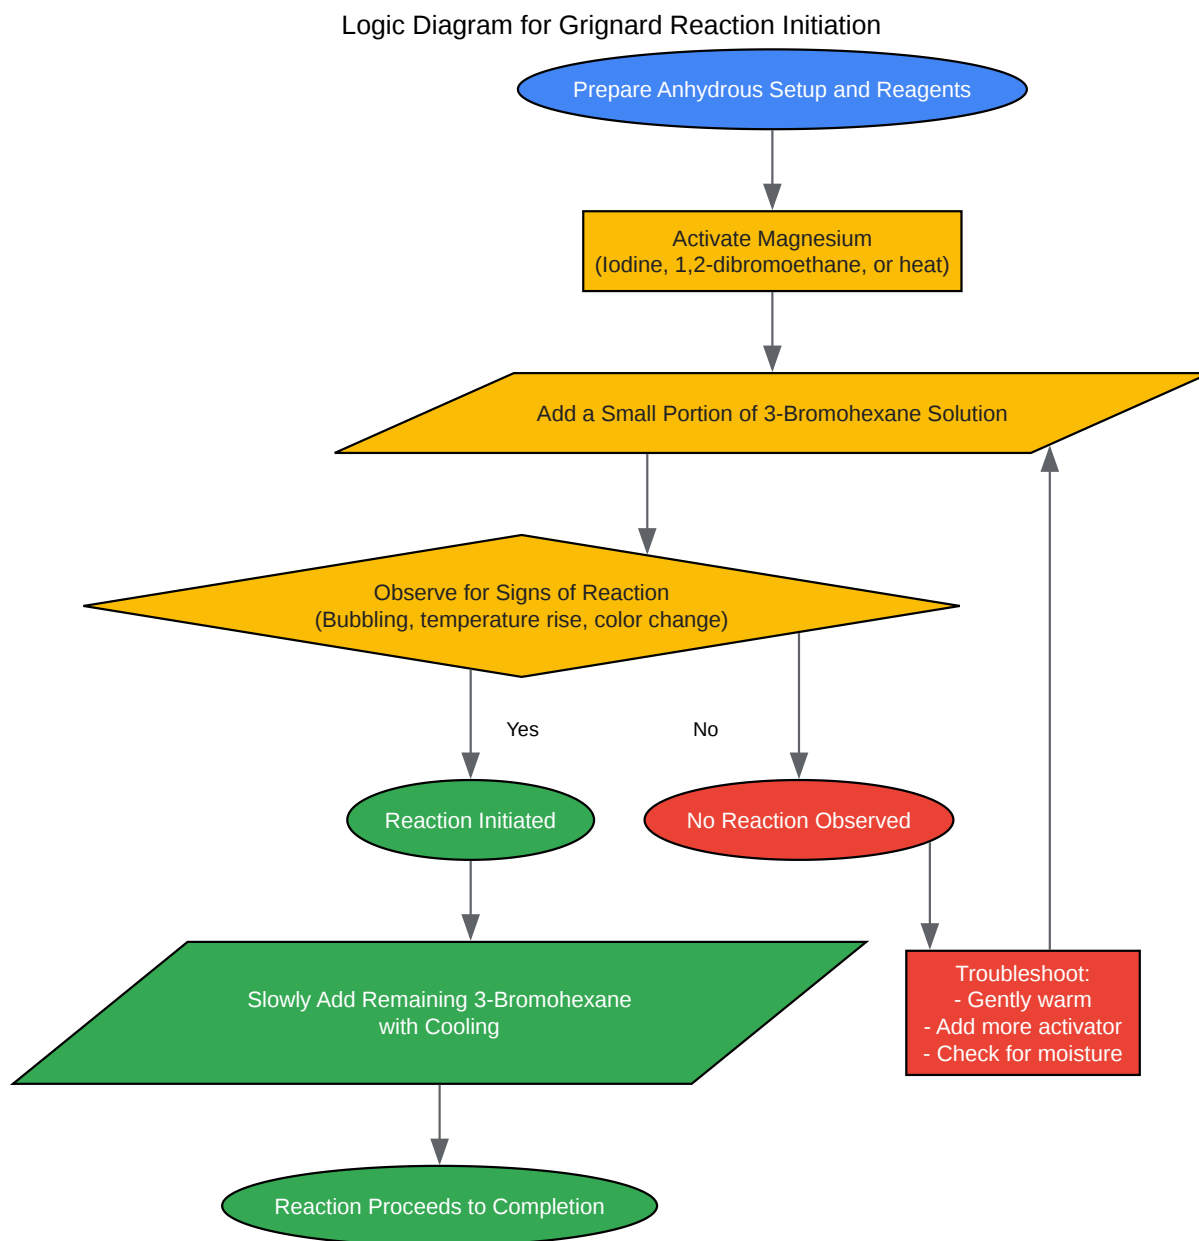 Logic Diagram for Grignard Reaction Initiation
Prepare Anhydrous Setup and Reagents
Activate Magnesium
(Iodine, 1,2-dibromoethane, or heat)
Add a Small Portion of 3-Bromohexane Solution
Observe for Signs of Reaction
(Bubbling, temperature rise, color change)
Yes
No
Reaction Initiated
No Reaction Observed
Slowly Add Remaining 3-Bromohexane
with Cooling
Troubleshoot:
- Gently warm
- Add more activator
- Check for moisture
Reaction Proceeds to Completion